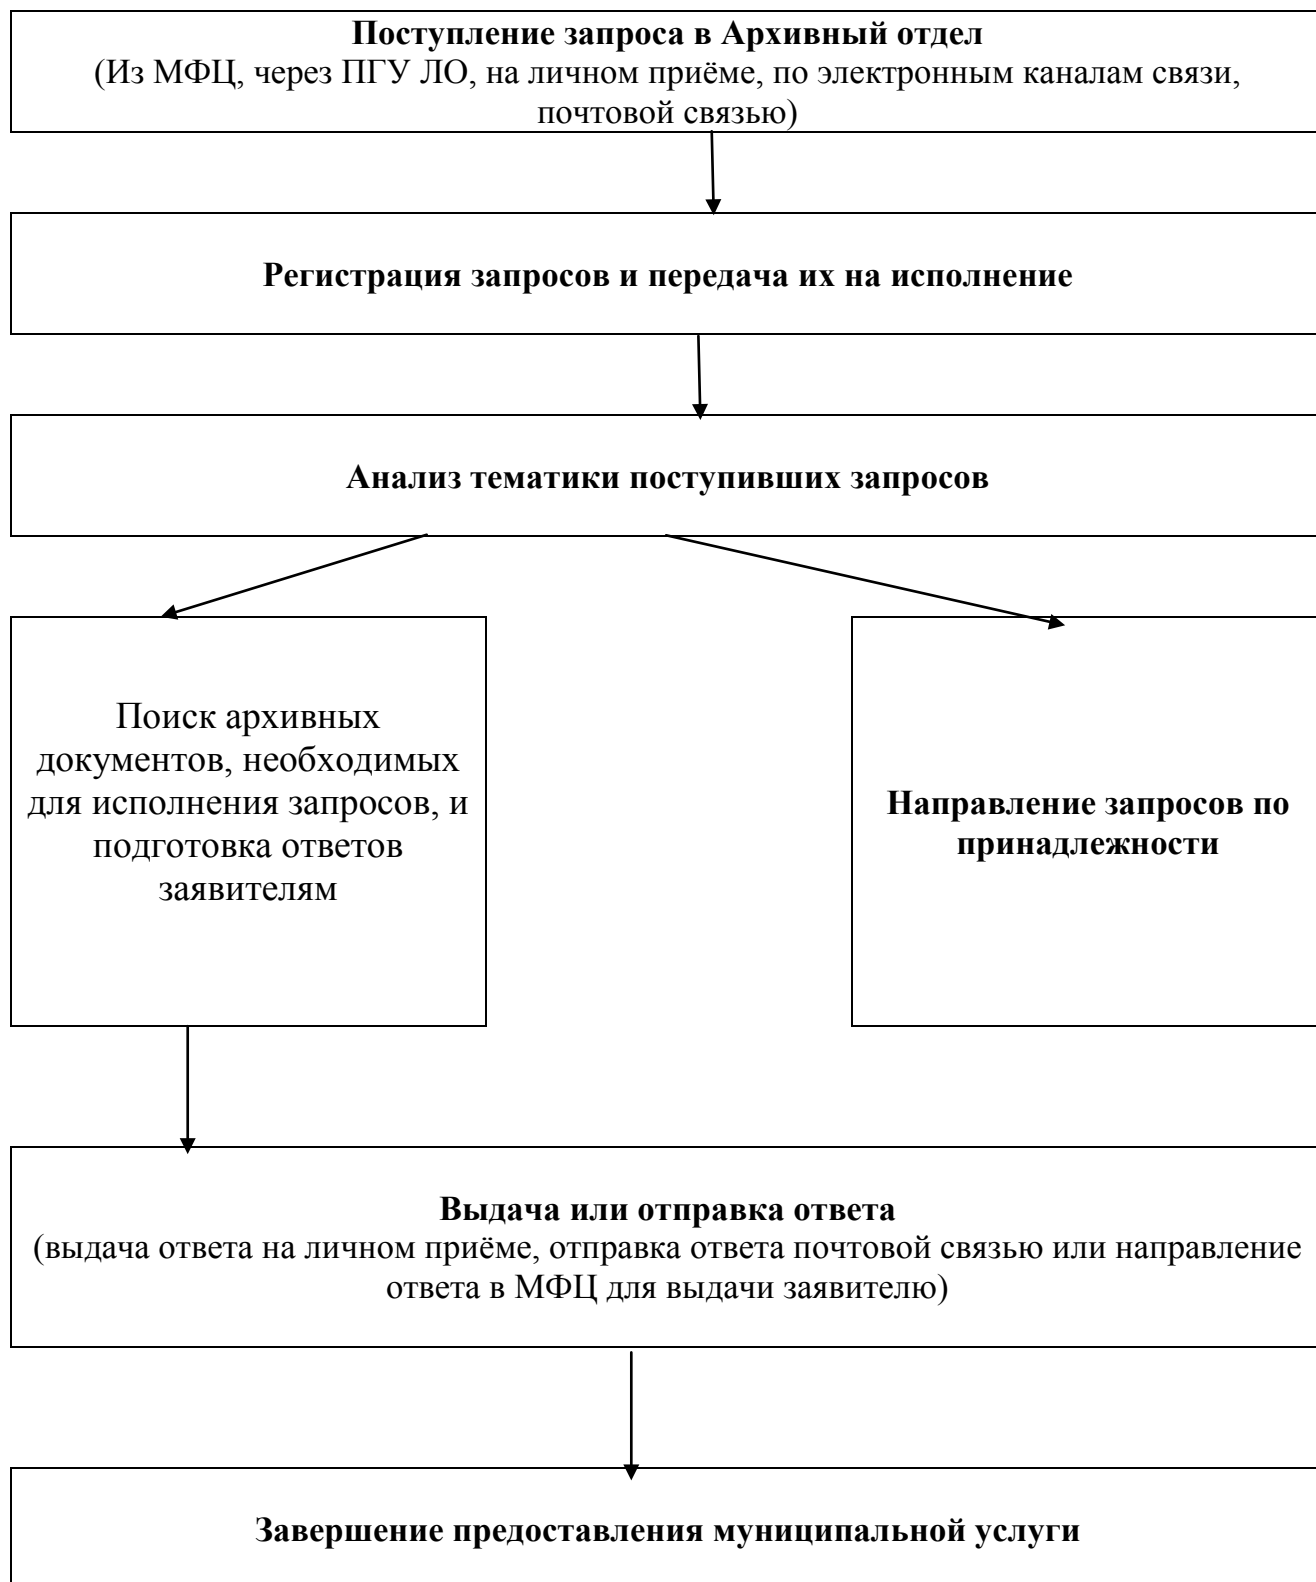 Поступление запроса в Архивный отдел
(Из МФЦ, через ПГУ ЛО, на личном приёме, по электронным каналам связи,
почтовой связью)
Регистрация запросов и передача их на исполнение
Анализ тематики поступивших запросов
Поиск архивных
документов, необходимых
для исполнения запросов, и
подготовка ответов
заявителям
Направление запросов по
принадлежности
Выдача или отправка ответа
(выдача ответа на личном приёме, отправка ответа почтовой связью или направление
ответа в МФЦ для выдачи заявителю)
Завершение предоставления муниципальной услуги